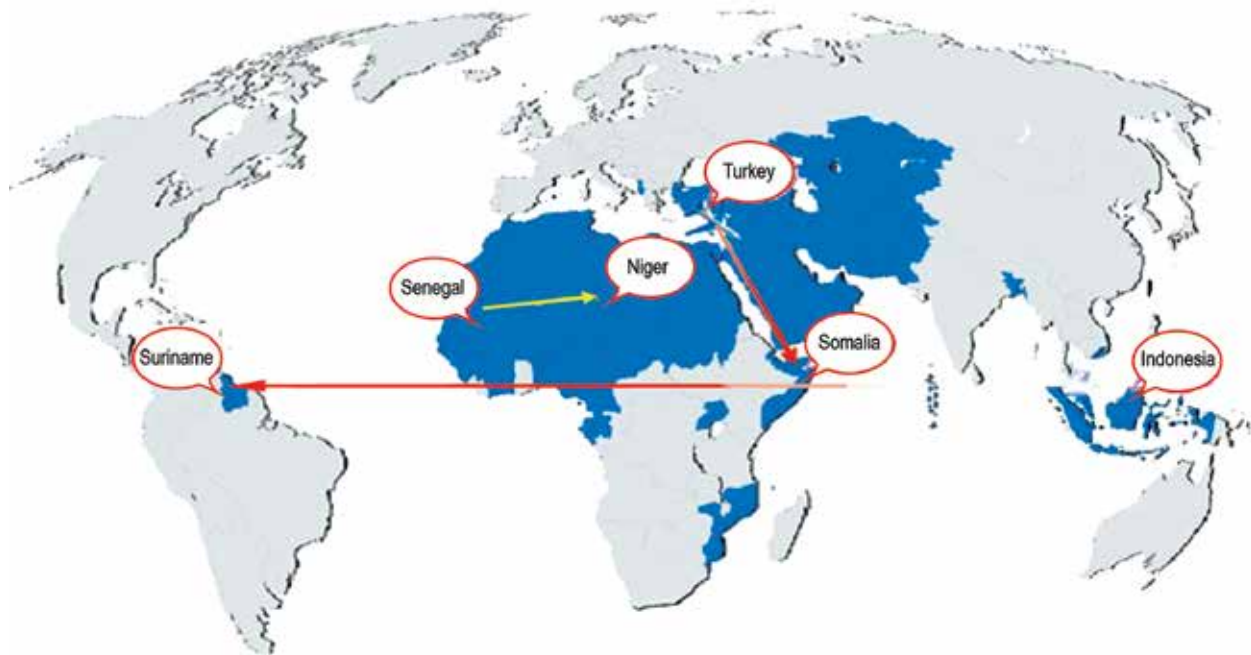 Turkey
Niger
Senegal
Somalia
Suriname
Indonesia